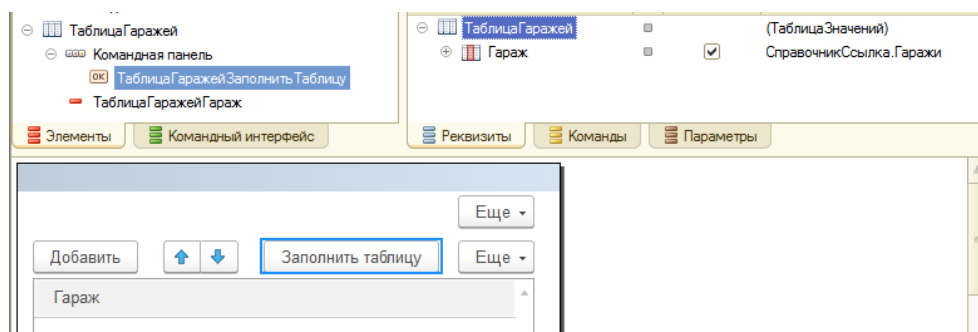 ТаблицаГаражей
Командная панель
OK ТаблицаГаражейЗаполнитьТаблицу
ТаблицаГаражейГараж
Элементы Командный интерфейс
ТаблицаГаражей (ТаблицаЗначений)
Гараж СправочникСсылка.Гаражи
Реквизиты Команды Параметры
Еще
Добавить Заполнить таблицу Еще
Гараж